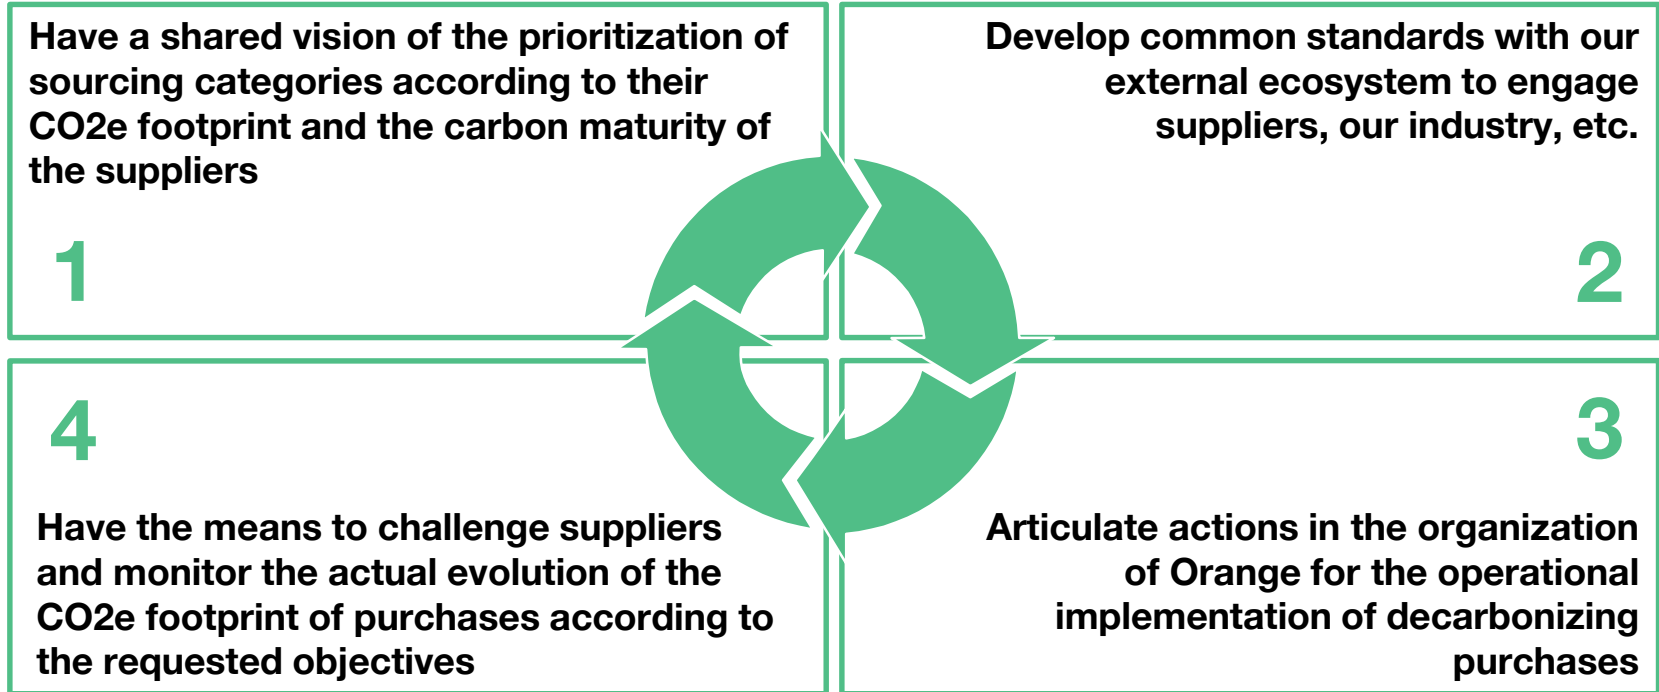 Have a shared vision of the prioritization of
sourcing categories according to their
CO2e footprint and the carbon maturity of
the suppliers
1
Develop common standards with our
external ecosystem to engage
suppliers, our industry, etc.
2
3
Articulate actions in the organization
of Orange for the operational
implementation of decarbonizing
purchases
4
Have the means to challenge suppliers
and monitor the actual evolution of the
CO2e footprint of purchases according to
the requested objectives